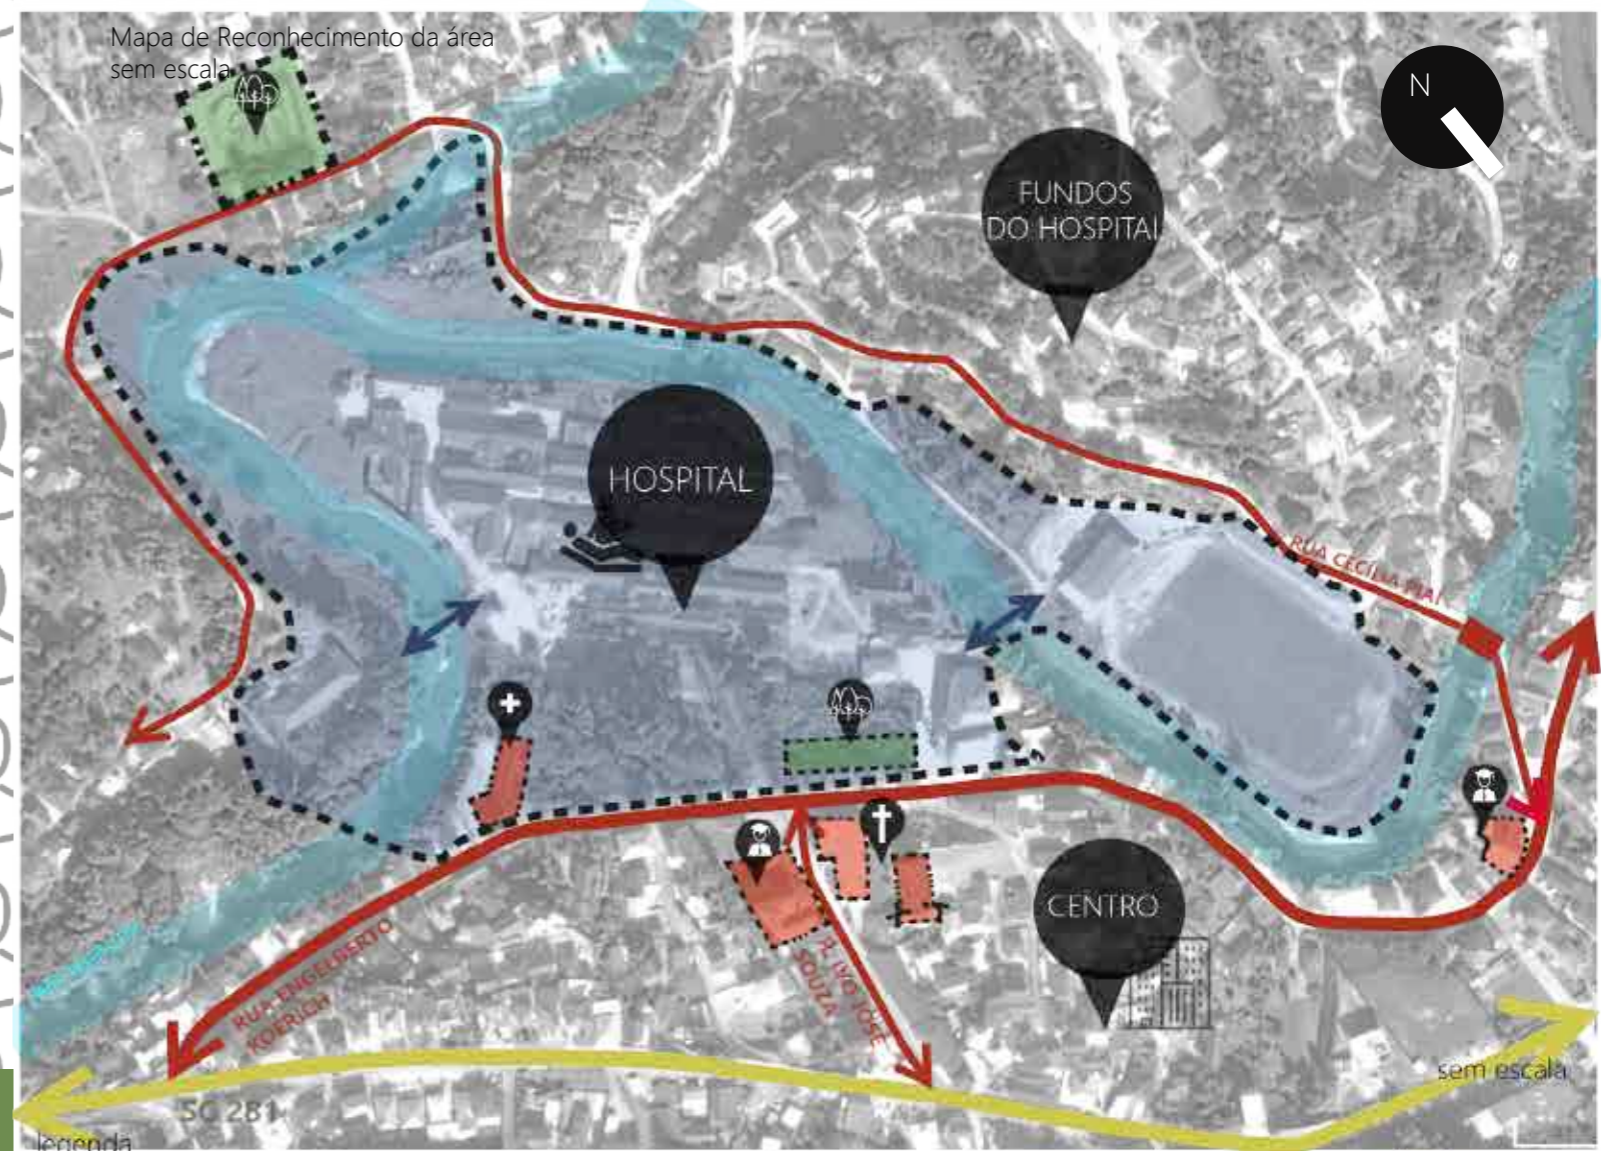 Mapa de Reconhecimento da área
sem escala
N
FUNDOS
DO HOSPITAL
HOSPITAL
RUA CECÍLIA
CENTRO
RUA ENGELBERTO
KOERICH
R. IVO JOSÉ
SOUZA
sem escala
SC 281
legenda